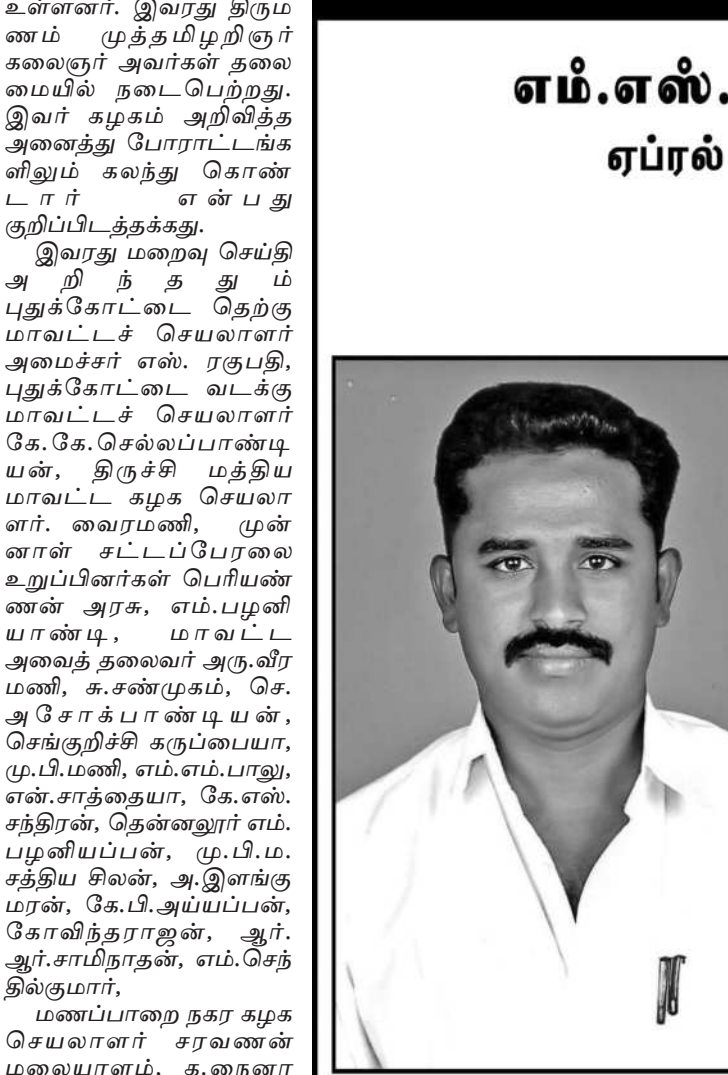 உள்ளனர். இவரது திரும
ணம் முத்தமிழறிஞர்
கலைஞர் அவர்கள் தலை
மையில் நடைபெற்றது.
இவர் கழகம் அறிவித்த
அனைத்து போராட்டங்க
ளிலும் கலந்து கொண்
டார் என்பது
குறிப்பிடத்தக்கது.
இவரது மறைவு செய்தி
அறிந்ததும்
புதுக்கோட்டை தெற்கு
மாவட்டச் செயலாளர்
அமைச்சர் எஸ். ரகுபதி,
புதுக்கோட்டை வடக்கு
மாவட்டச் செயலாளர்
கே.கே.செல்லப்பாண்டி
யன், திருச்சி மத்திய
மாவட்ட கழக செயலா
ளர். வைரமணி, முன்
னாள் சட்டப்பேரலை
உறுப்பினர்கள் பெரியண்
ணன் அரசு, எம்.பழனி
யாண்டி, மாவட்ட
அவைத் தலைவர் அரு.வீர
மணி, சு.சண்முகம், செ.
அசோக்பாண்டியன்,
செங்குறிச்சி கருப்பையா,
மு.பி.மணி, எம்.எம்.பாலு,
என்.சாத்தையா, கே.எஸ்.
சந்திரன், தென்னலூர் எம்.
பழனியப்பன், மு.பி.ம.
சத்திய சிலன், அ.இளங்கு
மரன், கே.பி.அய்யப்பன்,
கோவிந்தராஜன், ஆர்.
ஆர்.சாமிநாதன், எம்.செந்
தில்குமார்,
மணப்பாறை நகர கழக
செயலாளர் சரவணன்
மலையாளம், க.நைனா
எம்.எஸ்.
ஏப்ரல்